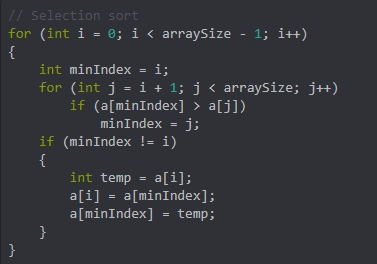 // Selection sort
for (int i = 0; i < arraySize - 1; i++)
{
    int minIndex = i;
    for (int j = i + 1; j < arraySize; j++)
        if (a[minIndex] > a[j])
            minIndex = j;
    if (minIndex != i)
    {
        int temp = a[i];
        a[i] = a[minIndex];
        a[minIndex] = temp;
    }
}